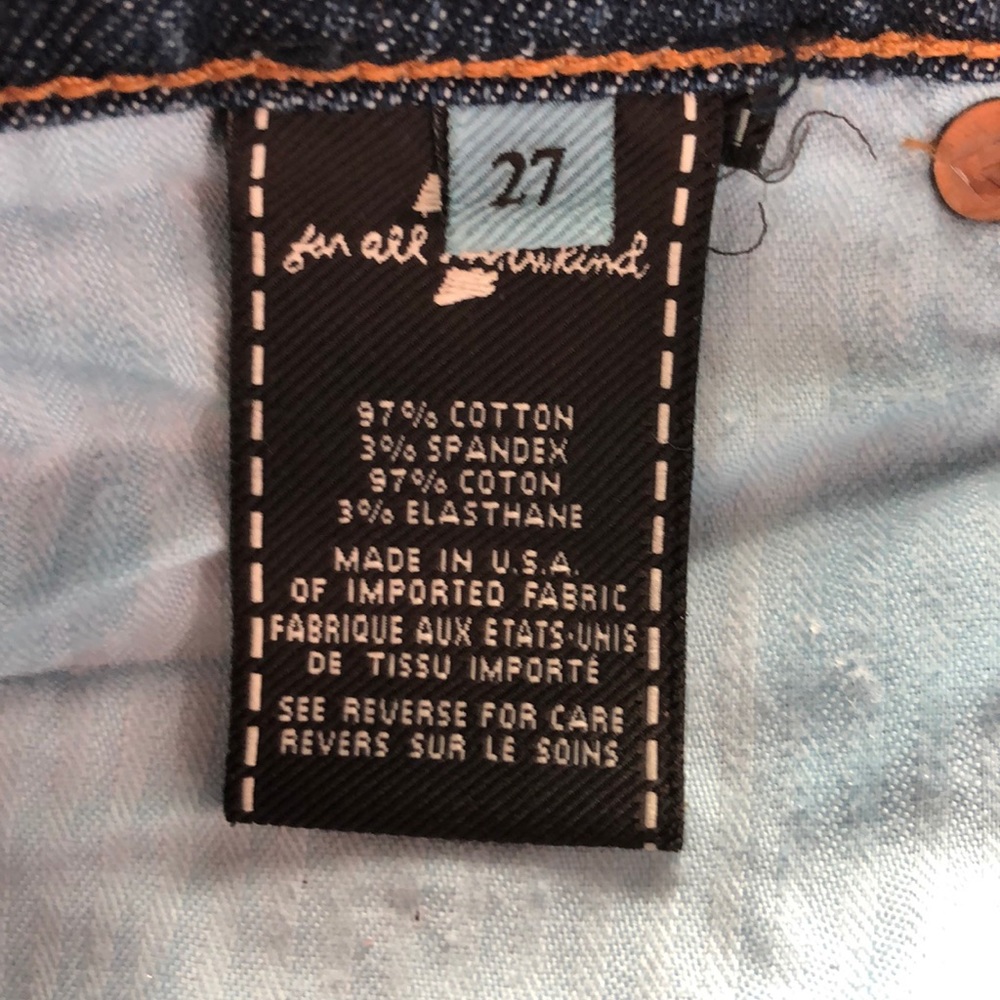 27
for all mankind
97% COTTON
3% SPANDEX
97% COTON
3% ELASTHANE
MADE IN U.S.A.
OF IMPORTED FABRIC
FABRIQUE AUX ETATS-UNIS
DE TISSU IMPORTÉ
SEE REVERSE FOR CARE
REVERS SUR LE SOINS